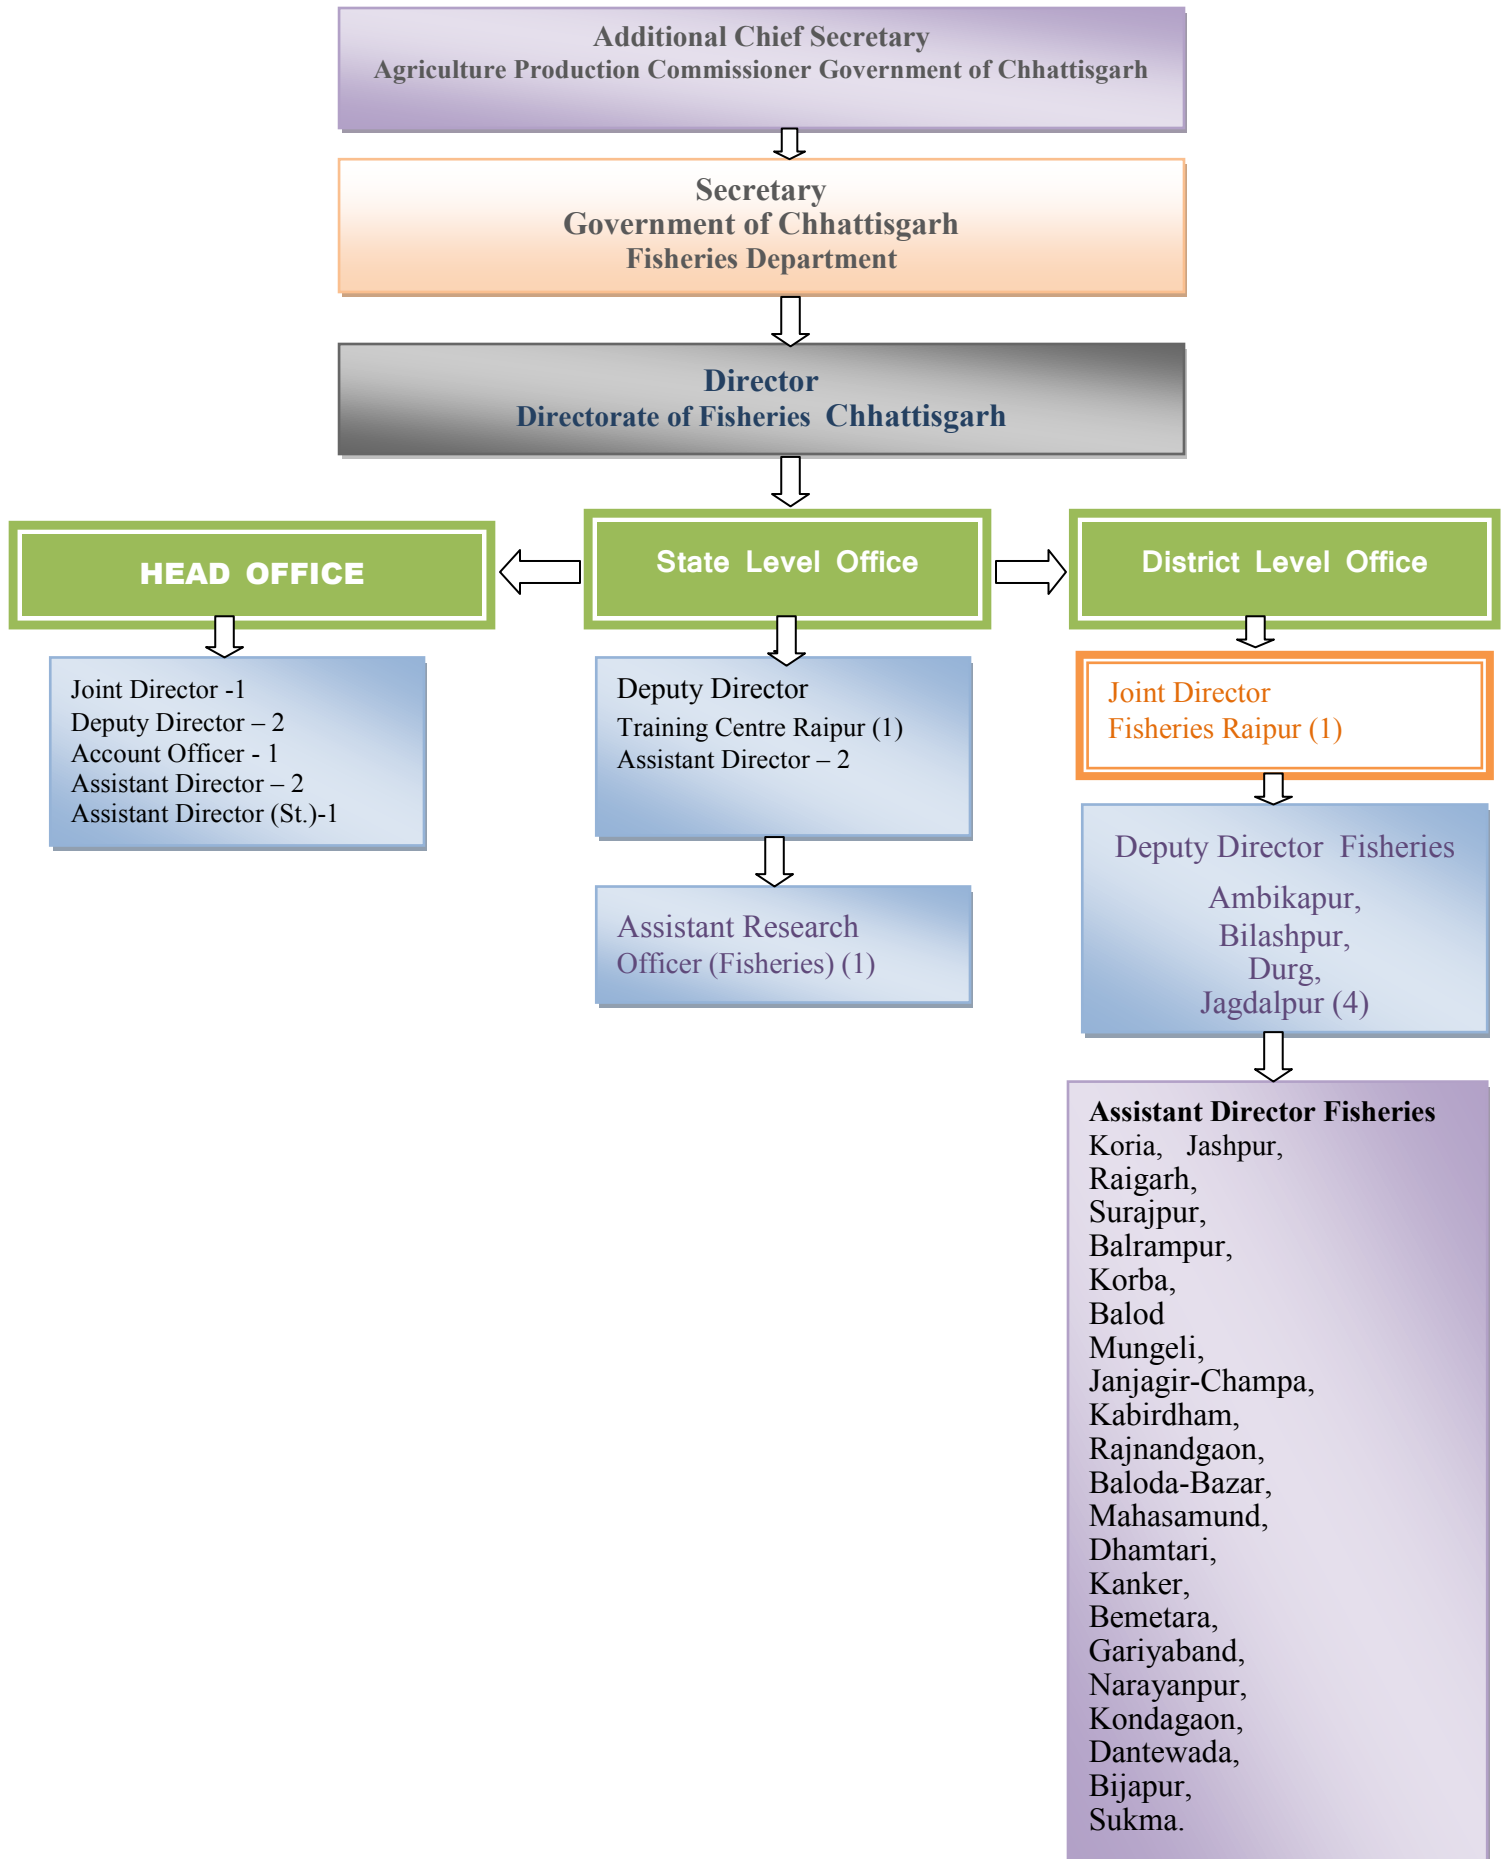 Additional Chief Secretary
Agriculture Production Commissioner Government of Chhattisgarh
Secretary
Government of Chhattisgarh
Fisheries Department
Director
Directorate of Fisheries Chhattisgarh
HEAD OFFICE
State Level Office
District Level Office
Joint Director -1
Deputy Director – 2
Account Officer - 1
Assistant Director – 2
Assistant Director (St.)-1
Deputy Director
Training Centre Raipur (1)
Assistant Director – 2
Assistant Research
Officer (Fisheries) (1)
Joint Director
Fisheries Raipur (1)
Deputy Director Fisheries
Ambikapur,
Bilashpur,
Durg,
Jagdalpur (4)
Assistant Director Fisheries
Koria, Jashpur,
Raigarh,
Surajpur,
Balrampur,
Korba,
Balod
Mungeli,
Janjagir-Champa,
Kabirdham,
Rajnandgaon,
Baloda-Bazar,
Mahasamund,
Dhamtari,
Kanker,
Bemetara,
Gariyaband,
Narayanpur,
Kondagaon,
Dantewada,
Bijapur,
Sukma.